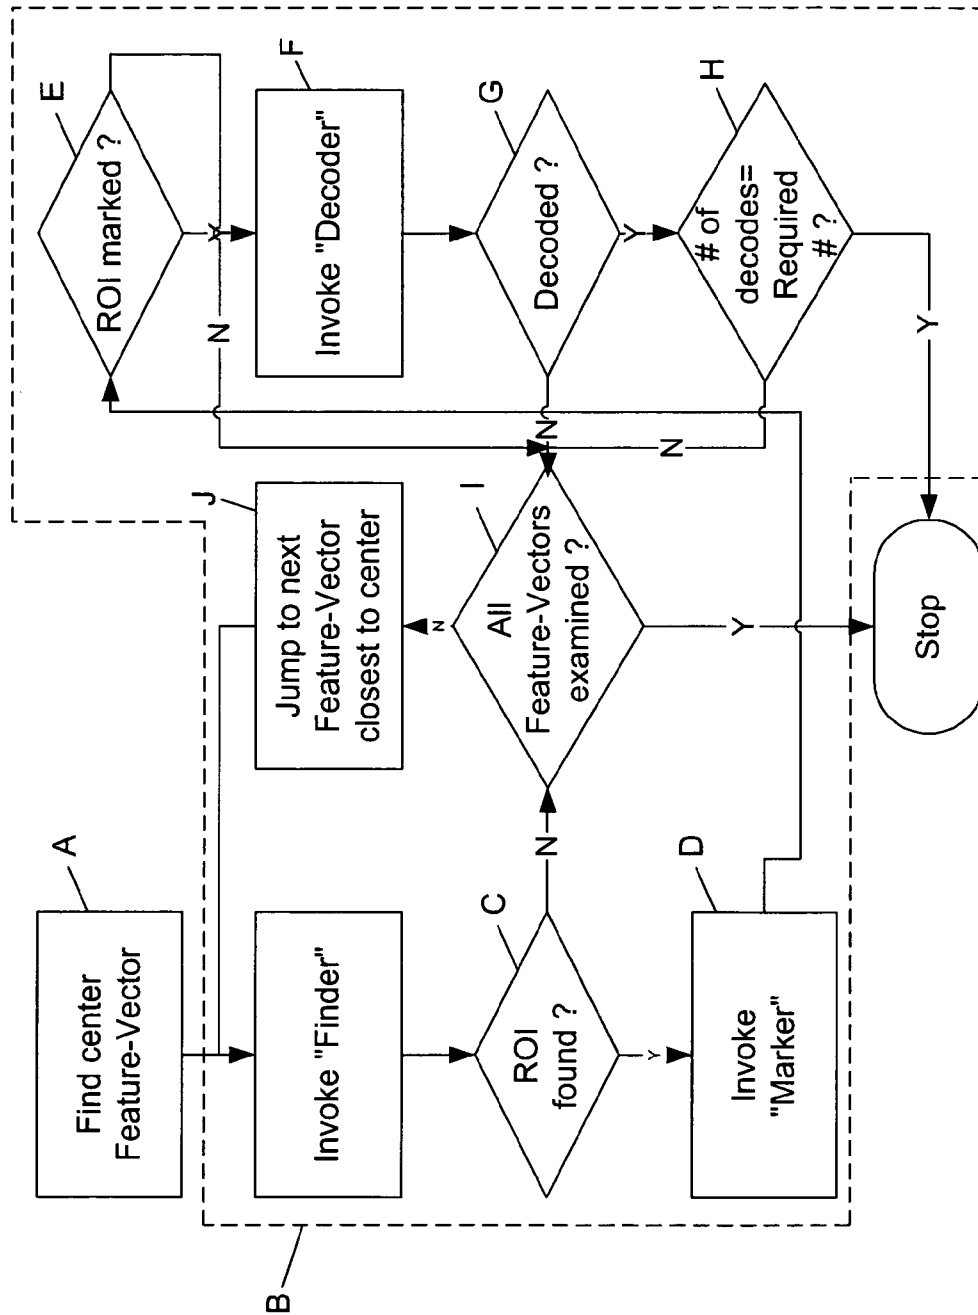 A
Find center
Feature-Vector
B
Invoke "Finder"
C
ROI
found ?
N
Y
D
Invoke
"Marker"
J
Jump to next
Feature-Vector
closest to center
N
I
All
Feature-Vectors
examined ?
Y
Stop
E
ROI marked ?
Y
N
F
Invoke "Decoder"
G
Decoded ?
N
Y
H
# of
decodes=
Required
# ?
N
Y